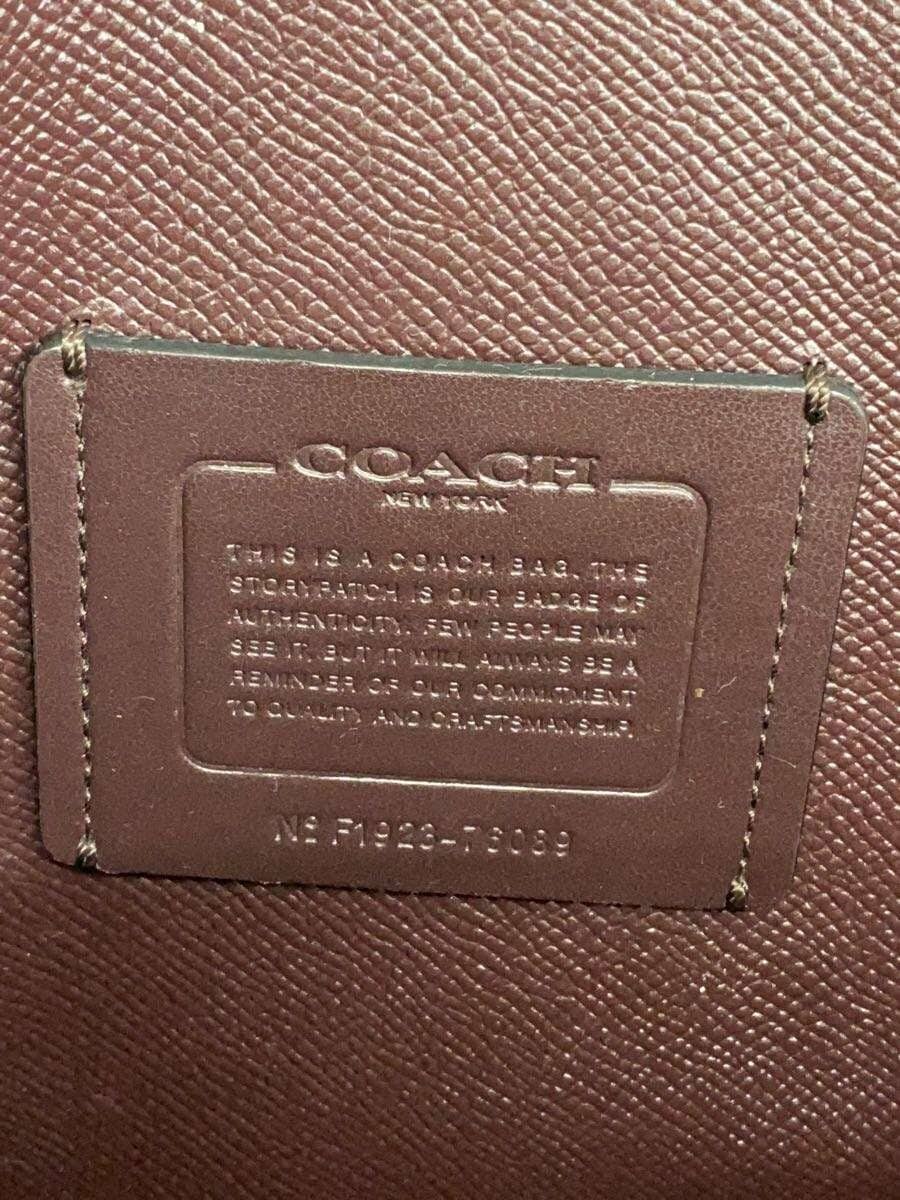 COACH
NEW YORK
THIS IS A COACH BAG. THE
STORYPATCH IS OUR BADGE OF
AUTHENTICITY. FEW PEOPLE MAY
SEE IT, BUT IT WILL ALWAYS BE A
REMINDER OF OUR COMMITMENT
TO QUALITY AND CRAFTSMANSHIP.
№ F1923-76089